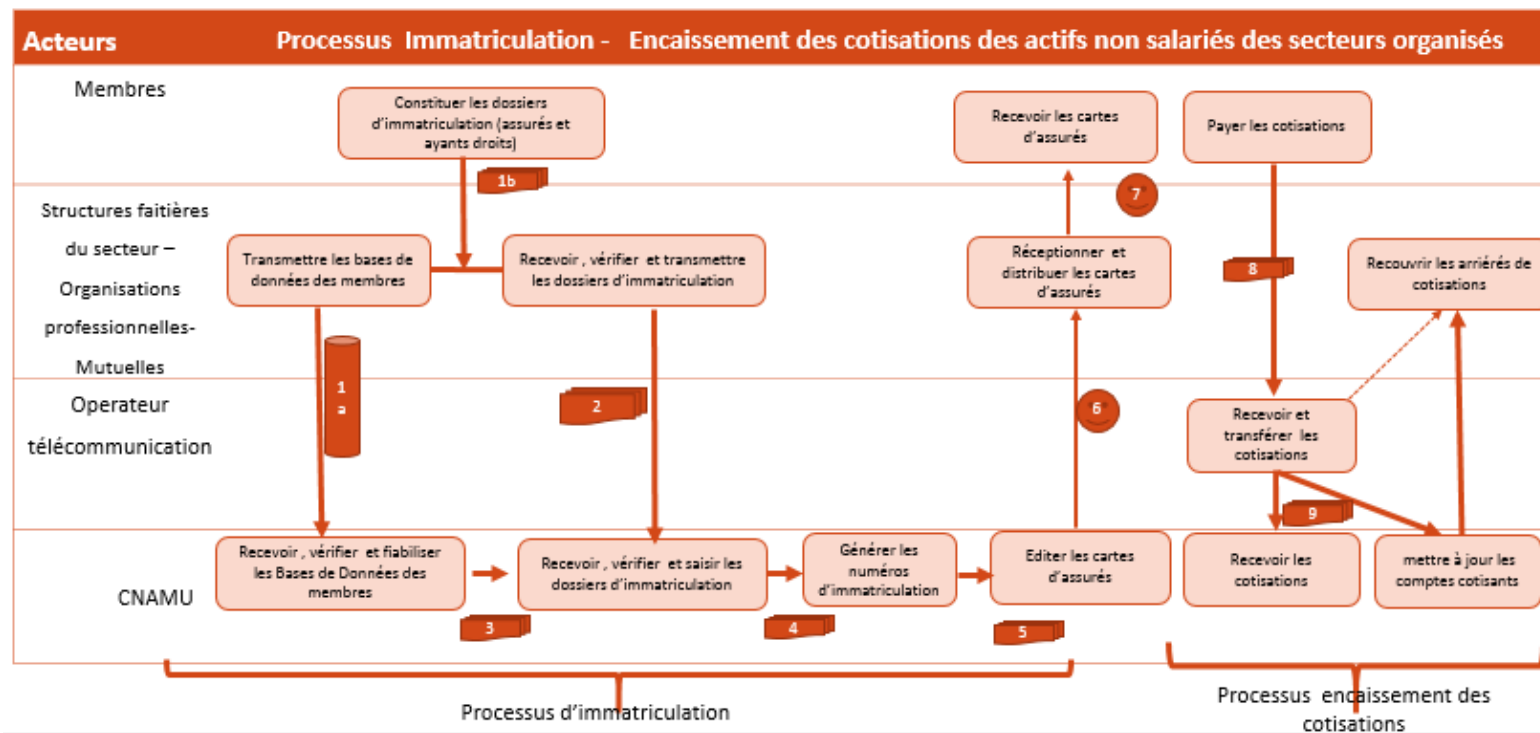 Acteurs
Processus Immatriculation - Encaissement des cotisations des actifs non salariés des secteurs organisés
Membres
Constituer les dossiers
d'immatriculation (assurés et
ayants droits)
Recevoir les cartes
d'assurés
Payer les cotisations
1b
7
Structures faitières
du secteur –
Organisations
professionnelles-
Mutuelles
Transmettre les bases de
données des membres
Recevoir , vérifier et transmettre
les dossiers d'immatriculation
Réceptionner et
distribuer les cartes
d'assurés
8
Recouvrir les arriérés de
cotisations
1
a
2
6
Operateur
télécommunication
Recevoir et
transférer les
cotisations
9
CNAMU
Recevoir , vérifier et fiabiliser
les Bases de Données des
membres
Recevoir , vérifier et saisir les
dossiers d'immatriculation
Générer les
numéros
d'immatriculation
Editer les cartes
d'assurés
Recevoir les
cotisations
mettre à jour les
comptes cotisants
3
4
5
Processus d'immatriculation
Processus encaissement des
cotisations